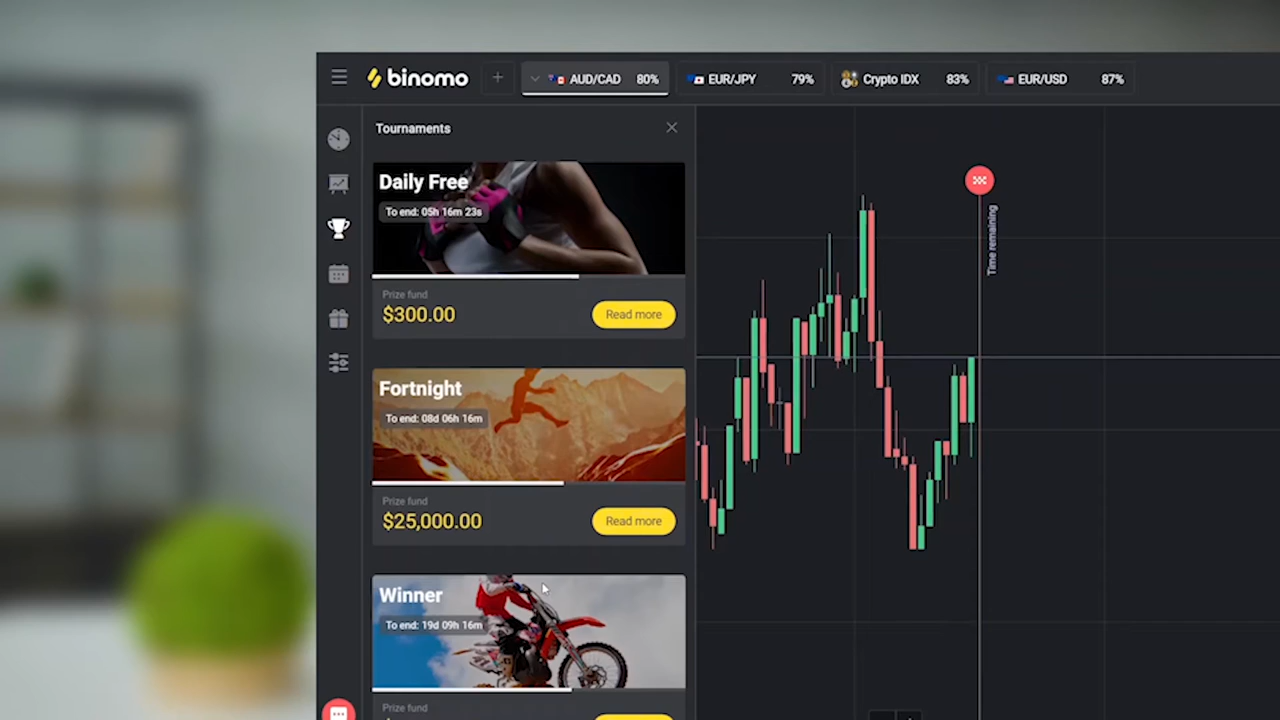 binomo
+
AUD/CAD 80%
EUR/JPY 79%
Crypto IDX 83%
EUR/USD 87%
Tournaments
Daily Free
To end: 05h 16m 23s
Prize fund
$300.00
Read more
Fortnight
To end: 08d 06h 16m
Prize fund
$25,000.00
Read more
Winner
To end: 19d 09h 16m
Prize fund
Time remaining